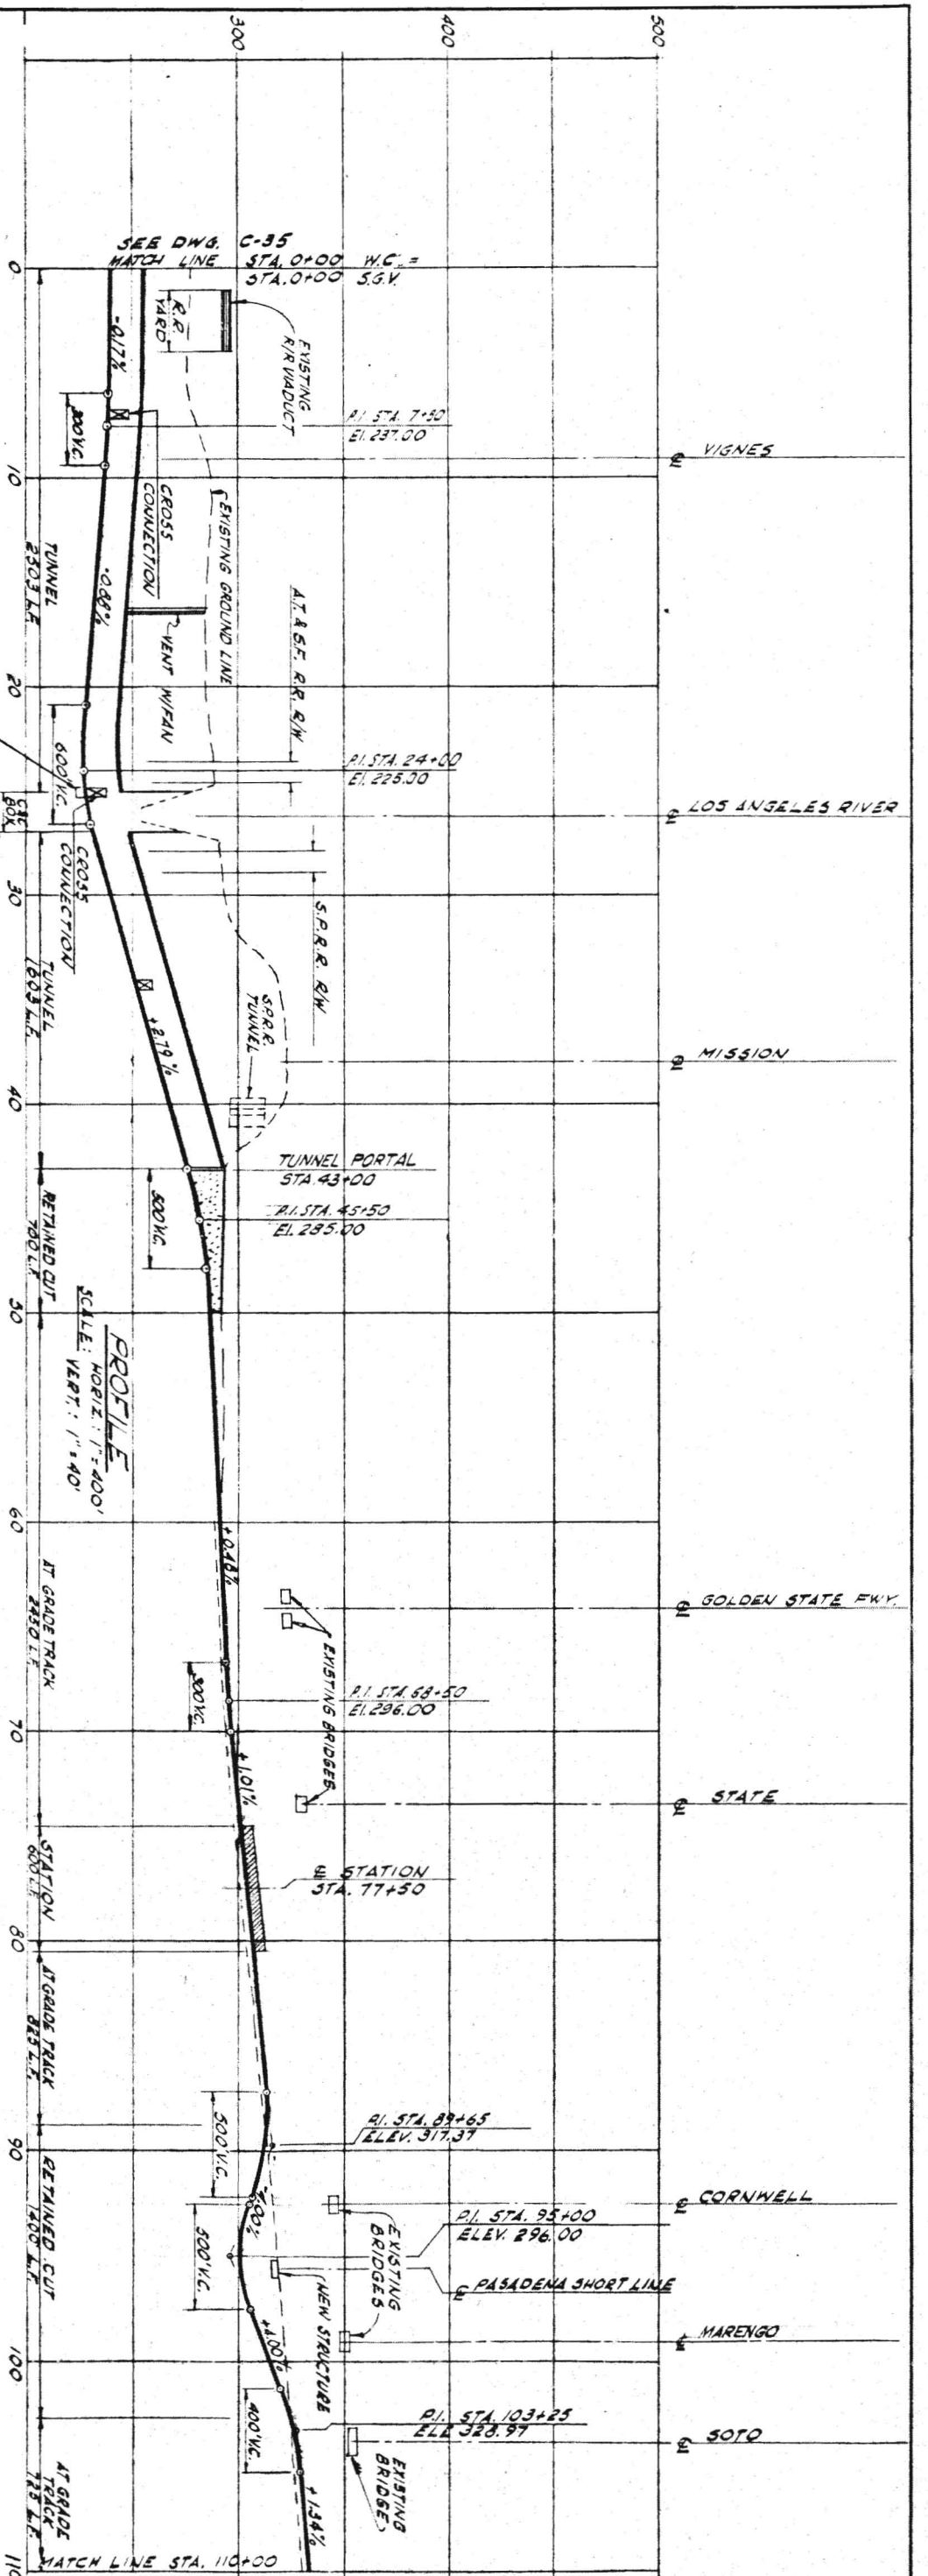 500
400
300
VIGNES
LOS ANGELES RIVER
MISSION
GOLDEN STATE FWY.
STATE
CORNWELL
PASADENA SHORT LINE
MARENGO
SOTO
SEE DWG. C-35
MATCH LINE STA. 0+00 W.C. =
STA. 0+00 S.G.V.
R.R.
YARD
EXISTING
R/R VIADUCT
P.I. STA. 7+50
El. 237.00
-0.17%
300'V.C.
CROSS
CONNECTION
EXISTING GROUND LINE
-0.88%
VENT W/FAN
A.T. & S.F. R.R. R/W
P.I. STA. 24+00
El. 225.00
600'V.C.
CROSS
CONNECTION
S.P.R.R. R/W
S.P.R.R.
TUNNEL
+2.79%
TUNNEL PORTAL
STA. 43+00
P.I. STA. 45+50
El. 285.00
500'V.C.
+0.48%
EXISTING BRIDGES
P.I. STA. 68+50
El. 296.00
300'V.C.
+1.01%
℄ STATION
STA. 77+50
P.I. STA. 89+65
ELEV. 317.37
500'V.C.
-4.00%
P.I. STA. 95+00
ELEV. 296.00
500'V.C.
EXISTING
BRIDGES
NEW STRUCTURE
+4.00%
P.I. STA. 103+25
ELE 328.97
400'V.C.
EXISTING
BRIDGE
+1.34%
MATCH LINE STA. 110+00
PROFILE
SCALE: HORIZ.: 1"=400'
VERT.: 1"=40'
TUNNEL
2503 L.F.
BOX
TUNNEL
1603 L.F.
RETAINED CUT
700 L.F.
AT GRADE TRACK
2450 L.F.
STATION
600 L.F.
AT GRADE TRACK
825 L.F.
RETAINED CUT
1400 L.F.
AT GRADE
TRACK
725 L.F.
0
10
20
30
40
50
60
70
80
90
100
110